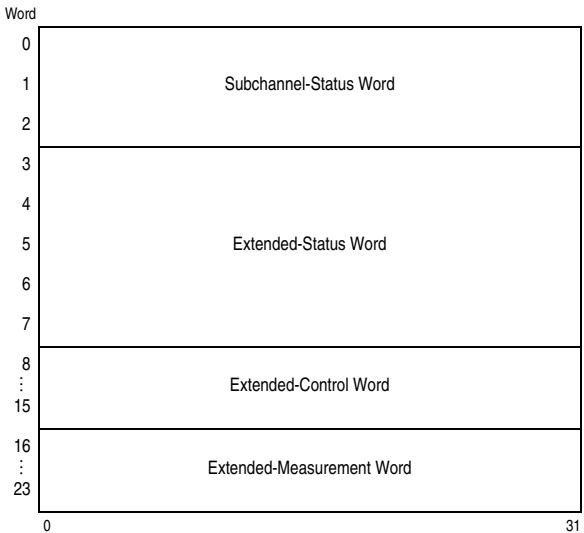 Word
0
1 Subchannel-Status Word
2
3
4
5 Extended-Status Word
6
7
8
⋮ Extended-Control Word
15
16
⋮ Extended-Measurement Word
23
0 31